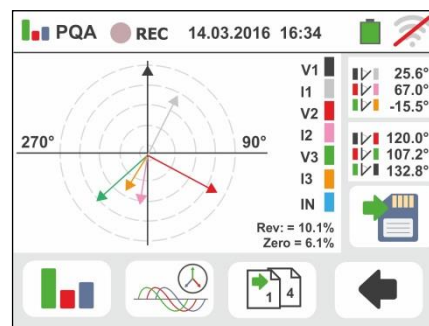 PQA REC 14.03.2016 16:34
V1
I1
V2
I2
V3
I3
IN
270°
90°
Rev: = 10.1%
Zero = 6.1%
25.6°
67.0°
-15.5°
120.0°
107.2°
132.8°
1 4